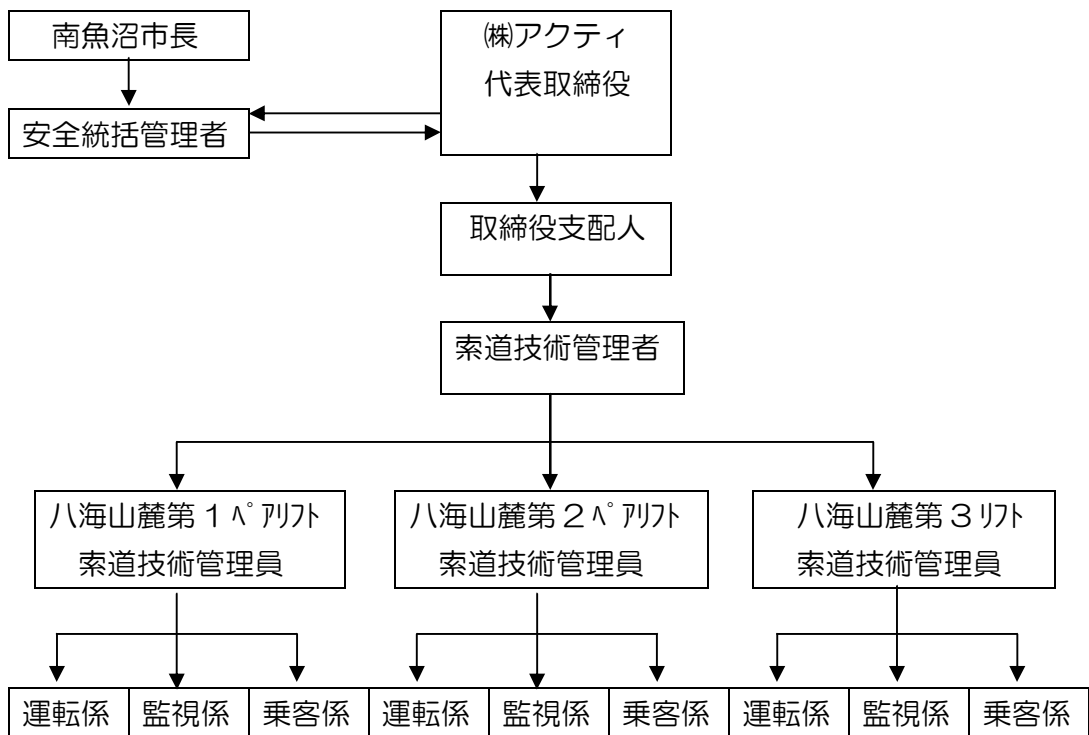 南魚沼市長
㈱アクティ
代表取締役
安全統括管理者
取締役支配人
索道技術管理者
八海山麓第１ﾍﾟｱﾘﾌﾄ
索道技術管理員
八海山麓第２ﾍﾟｱﾘﾌﾄ
索道技術管理員
八海山麓第３ﾘﾌﾄ
索道技術管理員
運転係 監視係 乗客係 運転係 監視係 乗客係 運転係 監視係 乗客係